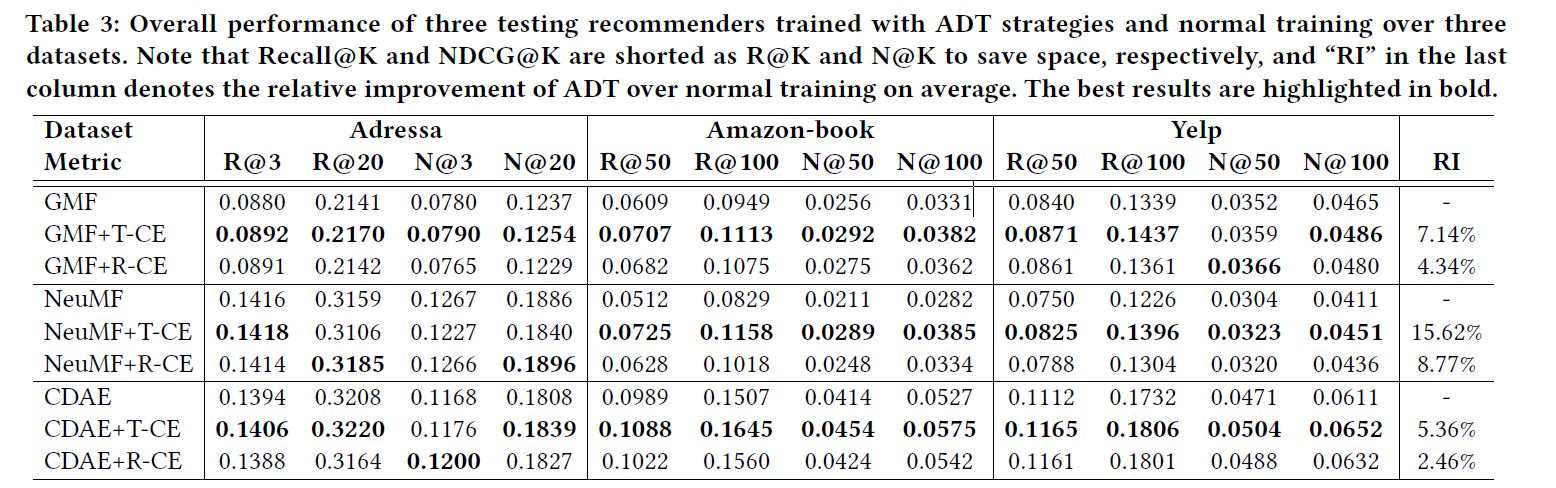 Table 3: Overall performance of three testing recommenders trained with ADT strategies and normal training over three
datasets. Note that Recall@K and NDCG@K are shorted as R@K and N@K to save space, respectively, and “RI” in the last
column denotes the relative improvement of ADT over normal training on average. The best results are highlighted in bold.
Dataset Adressa Amazon-book Yelp
Metric R@3 R@20 N@3 N@20 R@50 R@100 N@50 N@100 R@50 R@100 N@50 N@100 RI
GMF 0.0880 0.2141 0.0780 0.1237 0.0609 0.0949 0.0256 0.0331 0.0840 0.1339 0.0352 0.0465 -
GMF+T-CE 0.0892 0.2170 0.0790 0.1254 0.0707 0.1113 0.0292 0.0382 0.0871 0.1437 0.0359 0.0486 7.14%
GMF+R-CE 0.0891 0.2142 0.0765 0.1229 0.0682 0.1075 0.0275 0.0362 0.0861 0.1361 0.0366 0.0480 4.34%
NeuMF 0.1416 0.3159 0.1267 0.1886 0.0512 0.0829 0.0211 0.0282 0.0750 0.1226 0.0304 0.0411 -
NeuMF+T-CE 0.1418 0.3106 0.1227 0.1840 0.0725 0.1158 0.0289 0.0385 0.0825 0.1396 0.0323 0.0451 15.62%
NeuMF+R-CE 0.1414 0.3185 0.1266 0.1896 0.0628 0.1018 0.0248 0.0334 0.0788 0.1304 0.0320 0.0436 8.77%
CDAE 0.1394 0.3208 0.1168 0.1808 0.0989 0.1507 0.0414 0.0527 0.1112 0.1732 0.0471 0.0611 -
CDAE+T-CE 0.1406 0.3220 0.1176 0.1839 0.1088 0.1645 0.0454 0.0575 0.1165 0.1806 0.0504 0.0652 5.36%
CDAE+R-CE 0.1388 0.3164 0.1200 0.1827 0.1022 0.1560 0.0424 0.0542 0.1161 0.1801 0.0488 0.0632 2.46%